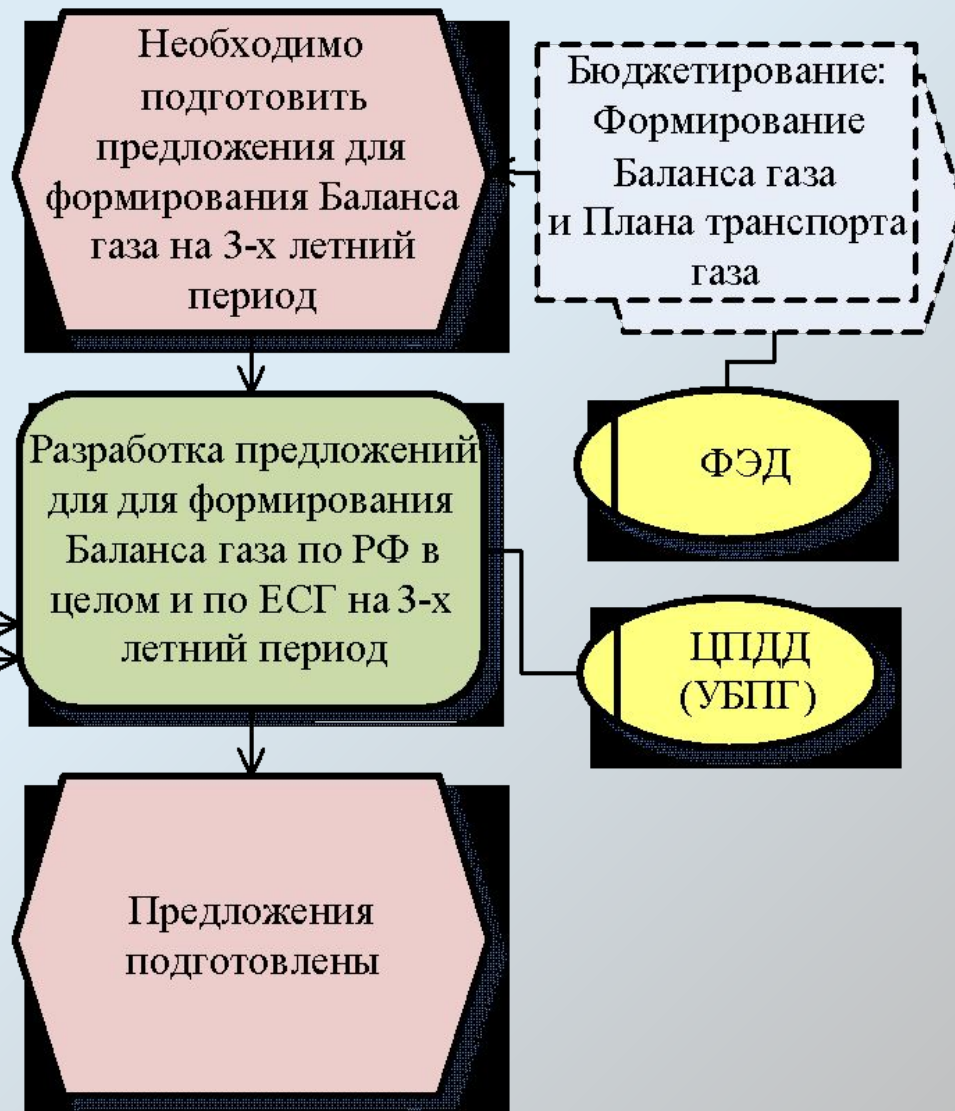 Необходимо
подготовить
предложения для
формирования Баланса
газа на 3-х летний
период
Бюджетирование:
Формирование
Баланса газа
и Плана транспорта
газа
Разработка предложений
для для формирования
Баланса газа по РФ в
целом и по ЕСГ на 3-х
летний период
ФЭД
ЦПДД
(УБПГ)
Предложения
подготовлены